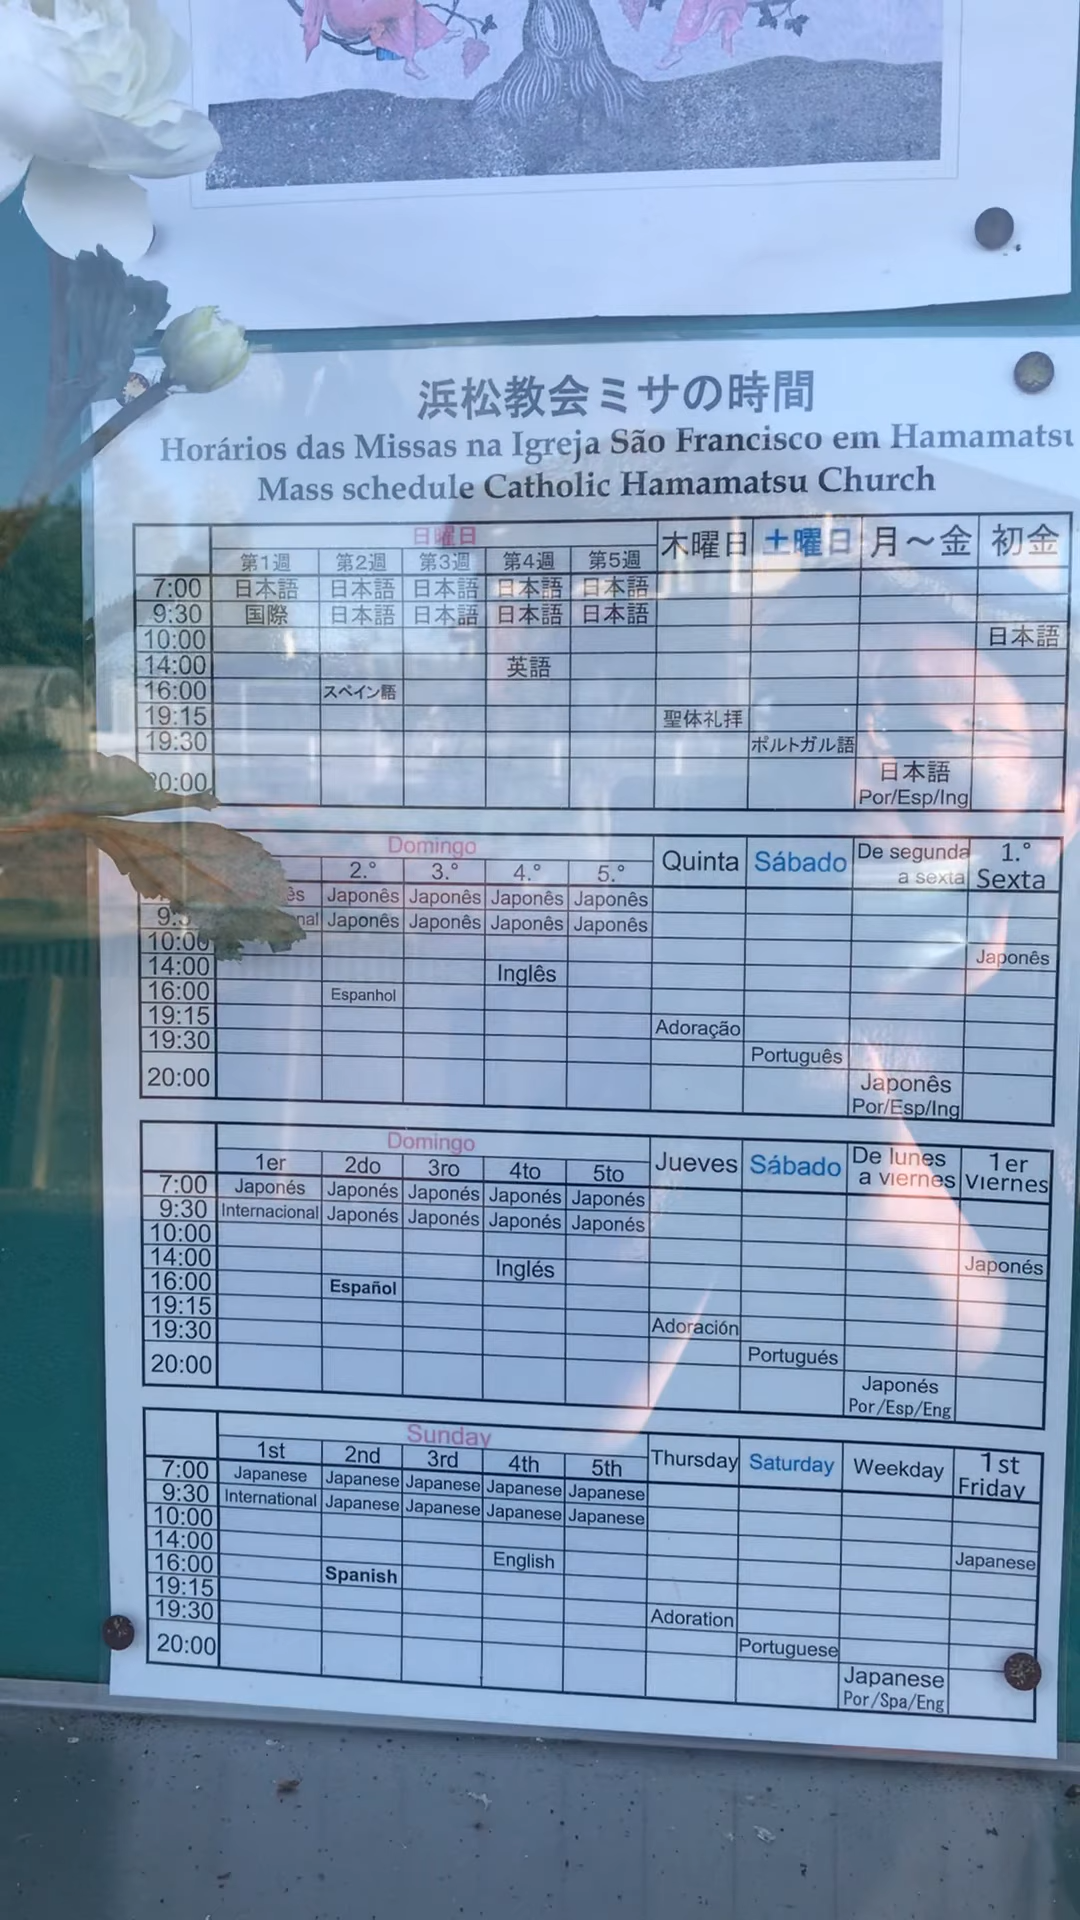 浜松教会ミサの時間
Horários das Missas na Igreja São Francisco em Hamamatsu
Mass schedule Catholic Hamamatsu Church
日曜日 木曜日 土曜日 月～金 初金
第1週 第2週 第3週 第4週 第5週
7:00 日本語 日本語 日本語 日本語 日本語
9:30 国際 日本語 日本語 日本語 日本語
10:00 日本語
14:00 英語
16:00 スペイン語
19:15 聖体礼拝
19:30 ポルトガル語
20:00 日本語
Por/Esp/Ing
Domingo Quinta Sábado De segunda a sexta 1.° Sexta
2.° 3.° 4.° 5.°
Japonês Japonês Japonês Japonês
Japonês Japonês Japonês Japonês
10:00 Japonês
14:00 Inglês
16:00 Espanhol
19:15 Adoração
19:30 Português
20:00 Japonês
Por/Esp/Ing
Domingo Jueves Sábado De lunes a viernes 1er viernes
1er 2do 3ro 4to 5to
7:00 Japonés Japonés Japonés Japonés Japonés
9:30 Internacional Japonés Japonés Japonés Japonés
10:00 Japonés
14:00 Inglés
16:00 Español
19:15 Adoración
19:30 Portugués
20:00 Japonés
Por/Esp/Eng
Sunday Thursday Saturday Weekday 1st Friday
1st 2nd 3rd 4th 5th
7:00 Japanese Japanese Japanese Japanese Japanese
9:30 International Japanese Japanese Japanese Japanese
10:00 Japanese
14:00 English
16:00 Spanish
19:15 Adoration
19:30 Portuguese
20:00 Japanese
Por/Spa/Eng